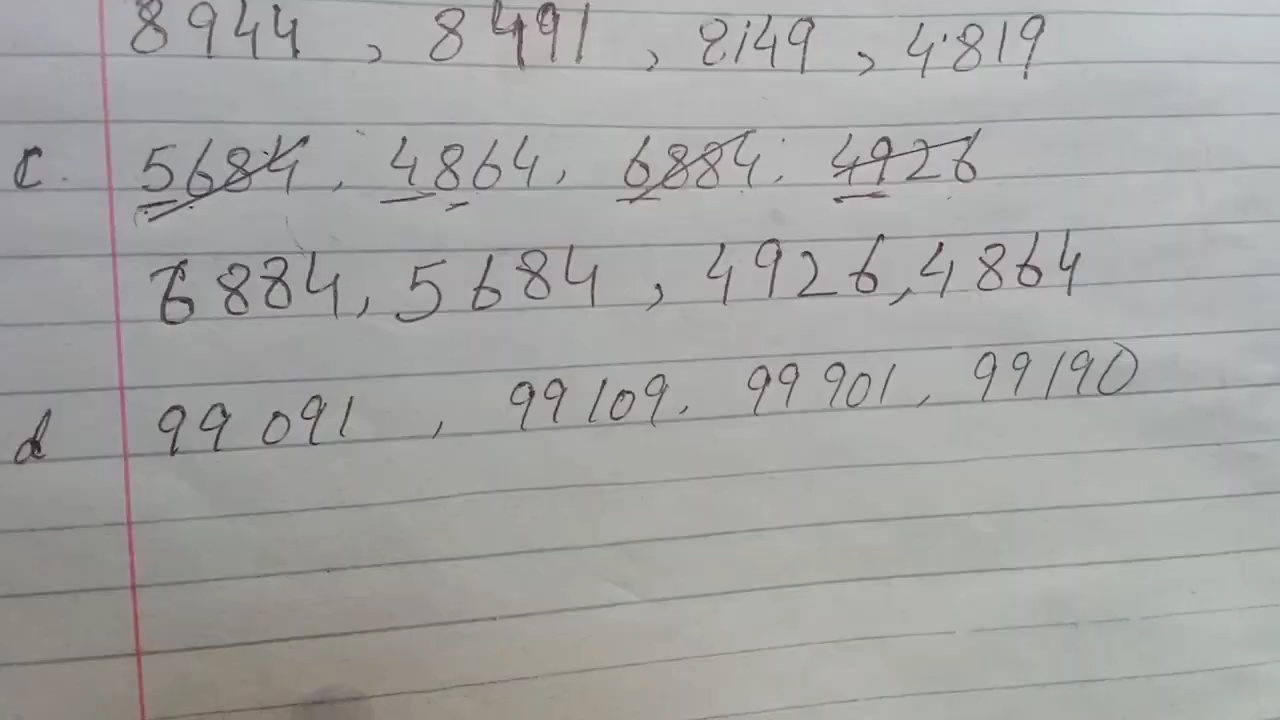 8944, 8491, 8149, 4819
c. 5684, 4864, 6884, 4926
6884, 5684, 4926, 4864
d 99091, 99109, 99901, 99190